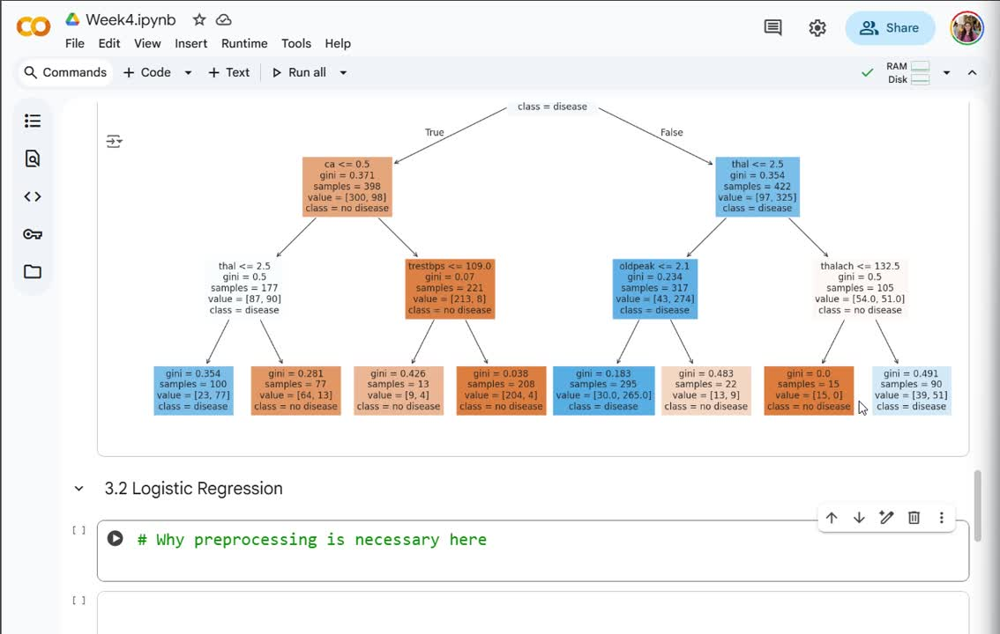 Week4.ipynb
File Edit View Insert Runtime Tools Help
Share
Commands + Code + Text Run all
RAM
Disk
class = disease
True
False
ca <= 0.5
gini = 0.371
samples = 398
value = [300, 98]
class = no disease
thal <= 2.5
gini = 0.354
samples = 422
value = [97, 325]
class = disease
thal <= 2.5
gini = 0.5
samples = 177
value = [87, 90]
class = disease
trestbps <= 109.0
gini = 0.07
samples = 221
value = [213, 8]
class = no disease
oldpeak <= 2.1
gini = 0.234
samples = 317
value = [43, 274]
class = disease
thalach <= 132.5
gini = 0.5
samples = 105
value = [54.0, 51.0]
class = no disease
gini = 0.354
samples = 100
value = [23, 77]
class = disease
gini = 0.281
samples = 77
value = [64, 13]
class = no disease
gini = 0.426
samples = 13
value = [9, 4]
class = no disease
gini = 0.038
samples = 208
value = [204, 4]
class = no disease
gini = 0.183
samples = 295
value = [30.0, 265.0]
class = disease
gini = 0.483
samples = 22
value = [13, 9]
class = no disease
gini = 0.0
samples = 15
value = [15, 0]
class = no disease
gini = 0.491
samples = 90
value = [39, 51]
class = disease
3.2 Logistic Regression
[ ] # Why preprocessing is necessary here
[ ]